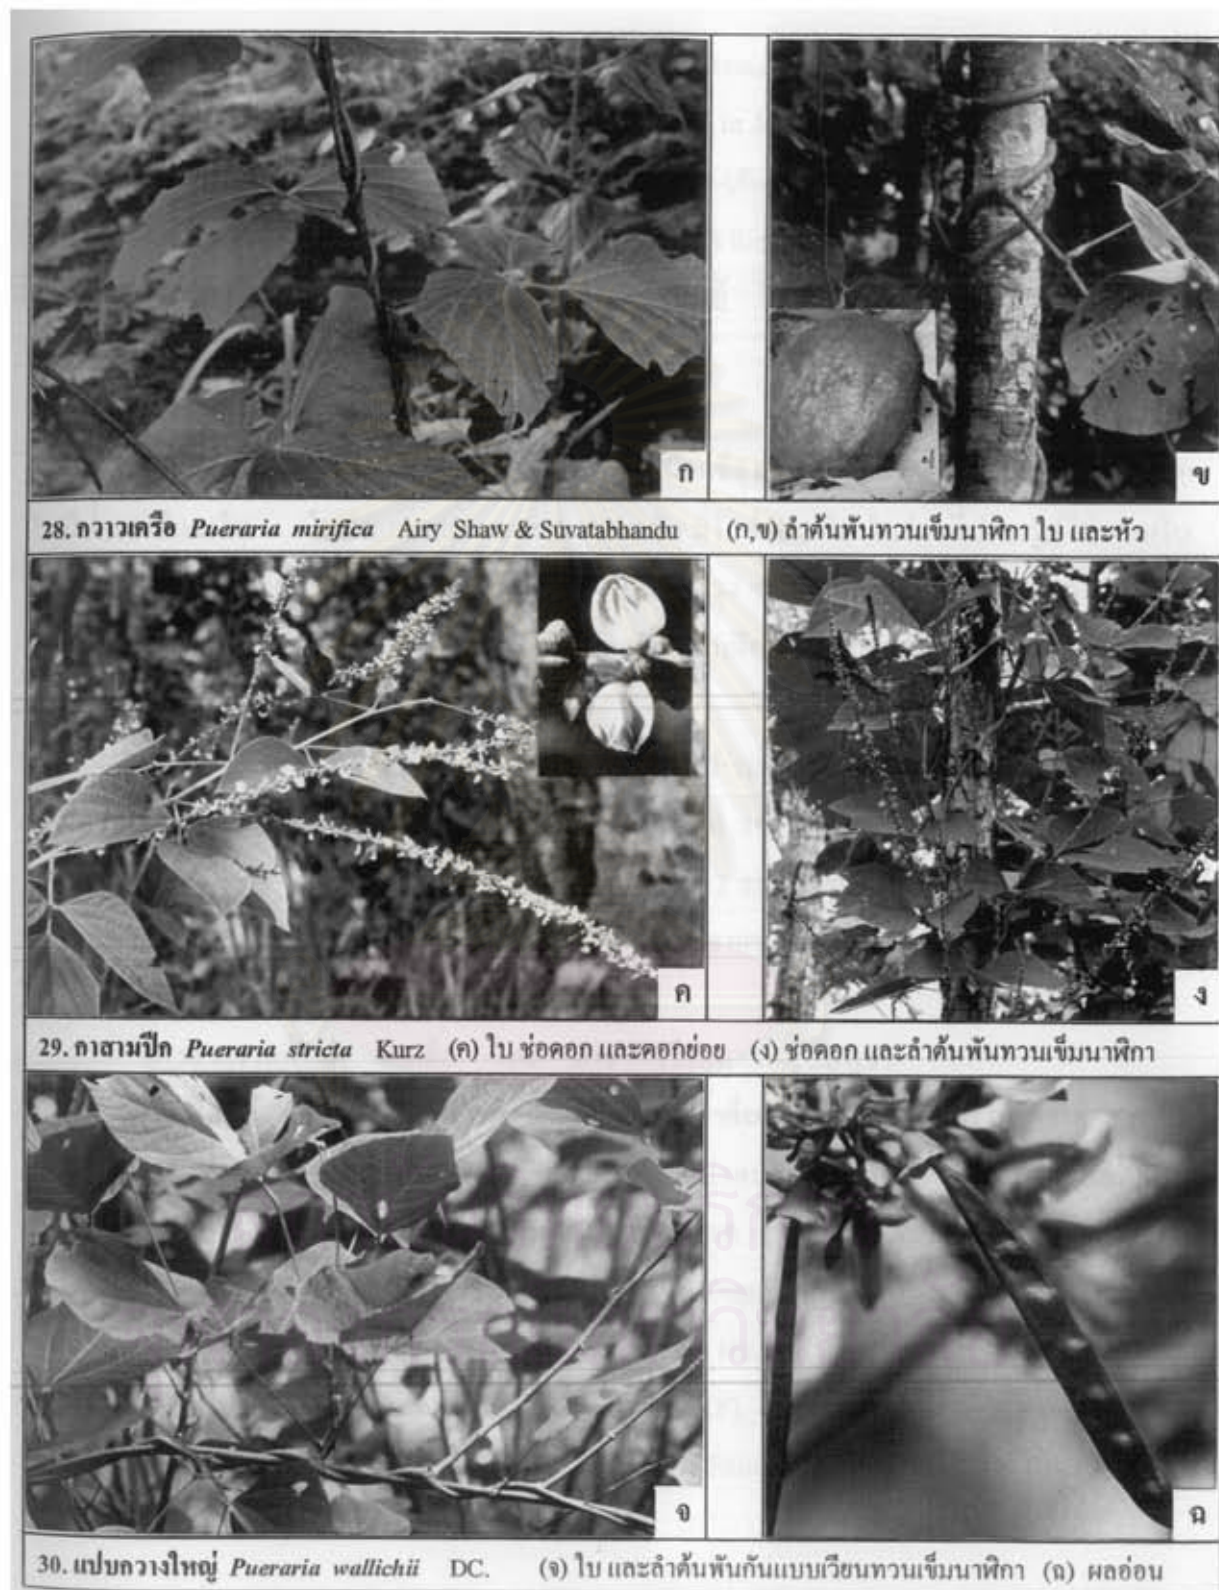 ก
ข
28. กวาวเครือ Pueraria mirifica Airy Shaw & Suvatabhandu (ก,ข) ลำต้นพันทวนเข็มนาฬิกา ใบ และหัว
ค
ง
29. กาสามปีก Pueraria stricta Kurz (ค) ใบ ช่อดอก และดอกย่อย (ง) ช่อดอก และลำต้นพันทวนเข็มนาฬิกา
จ
ฉ
30. แปบกวางใหญ่ Pueraria wallichii DC. (จ) ใบ และลำต้นพันกันแบบเวียนทวนเข็มนาฬิกา (ฉ) ผลอ่อน